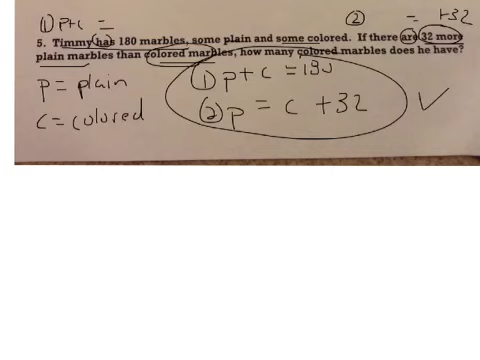 ① p+c =
② = +32
5. Timmy has 180 marbles, some plain and some colored. If there are 32 more
plain marbles than colored marbles, how many colored marbles does he have?
p = plain
① p+c = 180
c = colored
② p = c + 32 ✓